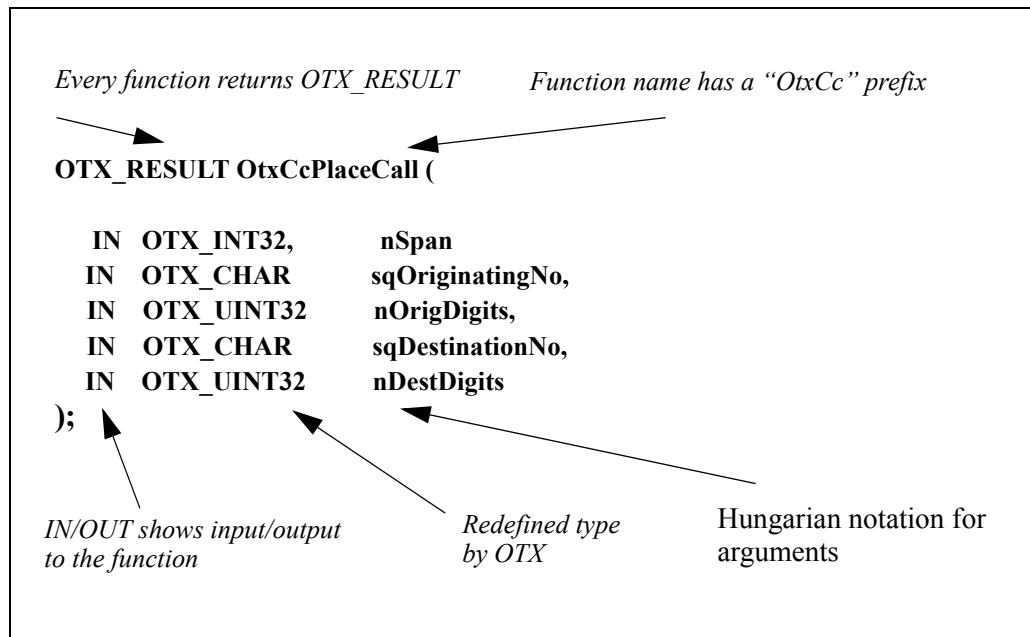 Every function returns OTX_RESULT
Function name has a “OtxCc” prefix
OTX_RESULT OtxCcPlaceCall (
IN OTX_INT32, nSpan
IN OTX_CHAR sqOriginatingNo,
IN OTX_UINT32 nOrigDigits,
IN OTX_CHAR sqDestinationNo,
IN OTX_UINT32 nDestDigits
);
IN/OUT shows input/output
to the function
Redefined type
by OTX
Hungarian notation for
arguments